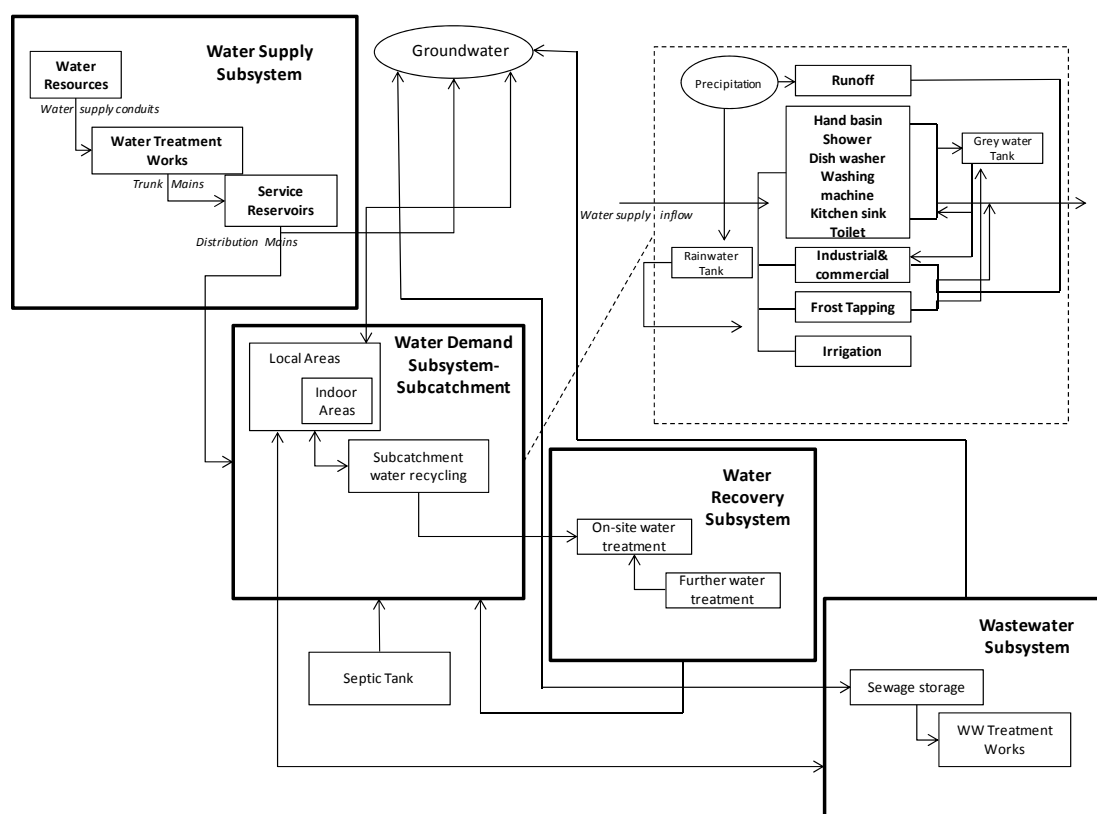 Water Supply
Subsystem
Water
Resources
Water supply conduits
Water Treatment
Works
Trunk Mains
Service
Reservoirs
Distribution Mains
Groundwater
Precipitation
Runoff
Hand basin
Shower
Dish washer
Washing
machine
Kitchen sink
Toilet
Grey water
Tank
Water supply inflow
Rainwater
Tank
Industrial&
commercial
Frost Tapping
Irrigation
Water Demand
Subsystem-
Subcatchment
Local Areas
Indoor
Areas
Subcatchment
water recycling
Septic Tank
Water
Recovery
Subsystem
On-site water
treatment
Further water
treatment
Wastewater
Subsystem
Sewage storage
WW Treatment
Works